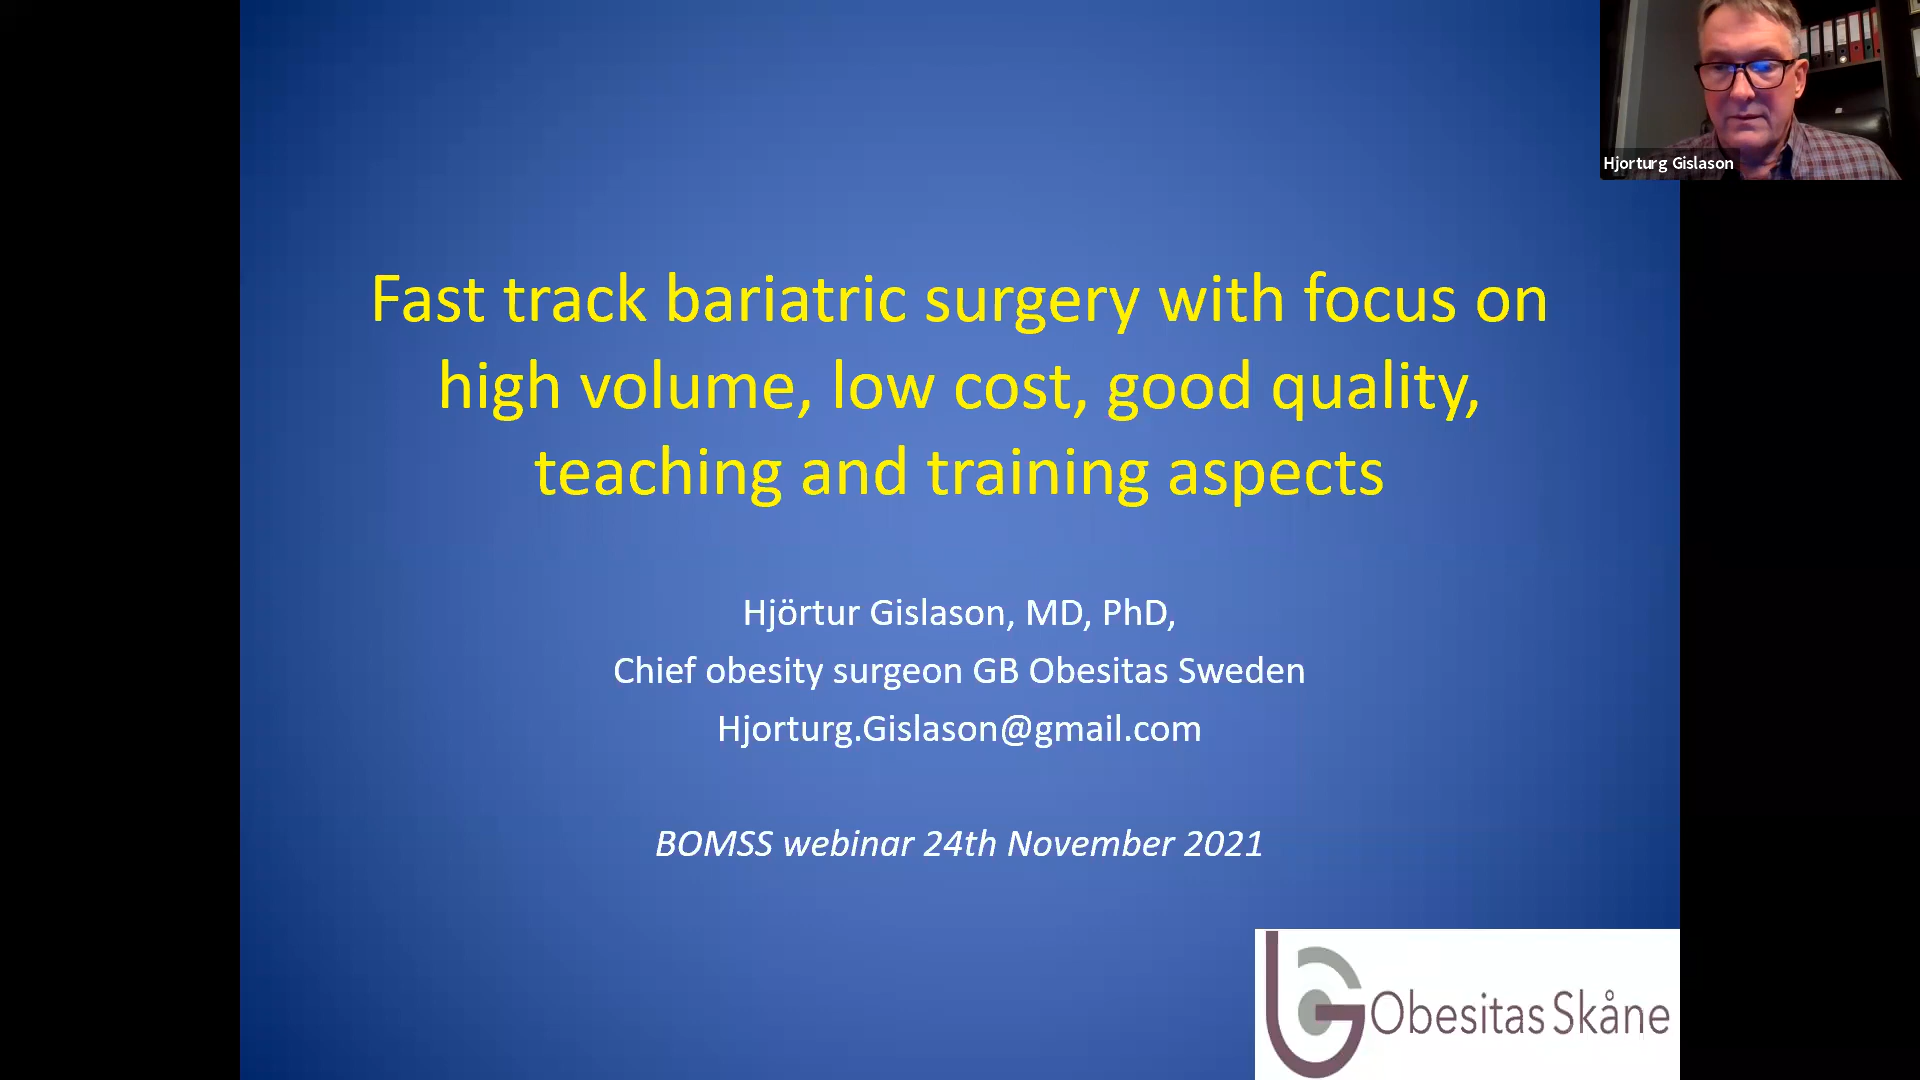 Hjorturg Gislason
Fast track bariatric surgery with focus on
high volume, low cost, good quality,
teaching and training aspects
Hjörtur Gislason, MD, PhD,
Chief obesity surgeon GB Obesitas Sweden
Hjorturg.Gislason@gmail.com
BOMSS webinar 24th November 2021
bG Obesitas Skåne